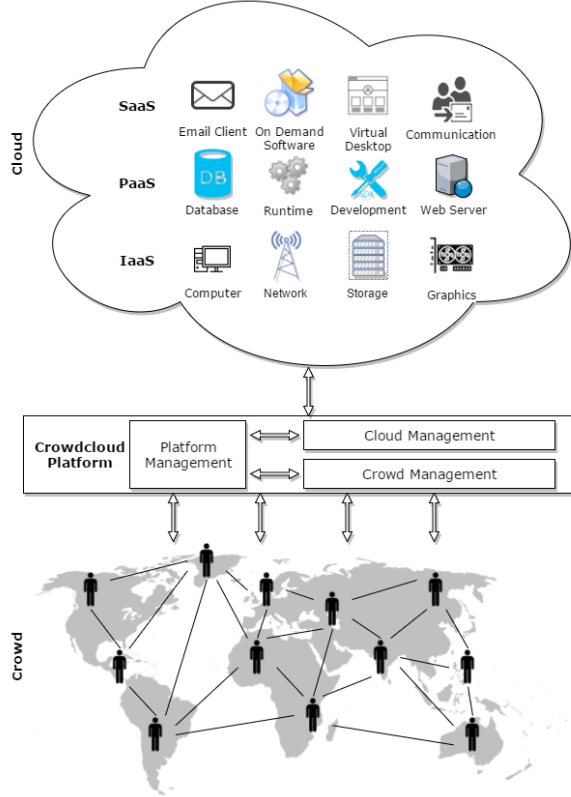 Cloud
SaaS
Email Client
On Demand
Software
Virtual
Desktop
Communication
PaaS
DB
Database
Runtime
Development
Web Server
IaaS
Computer
Network
Storage
Graphics
Crowdcloud
Platform
Platform
Management
Cloud Management
Crowd Management
Crowd